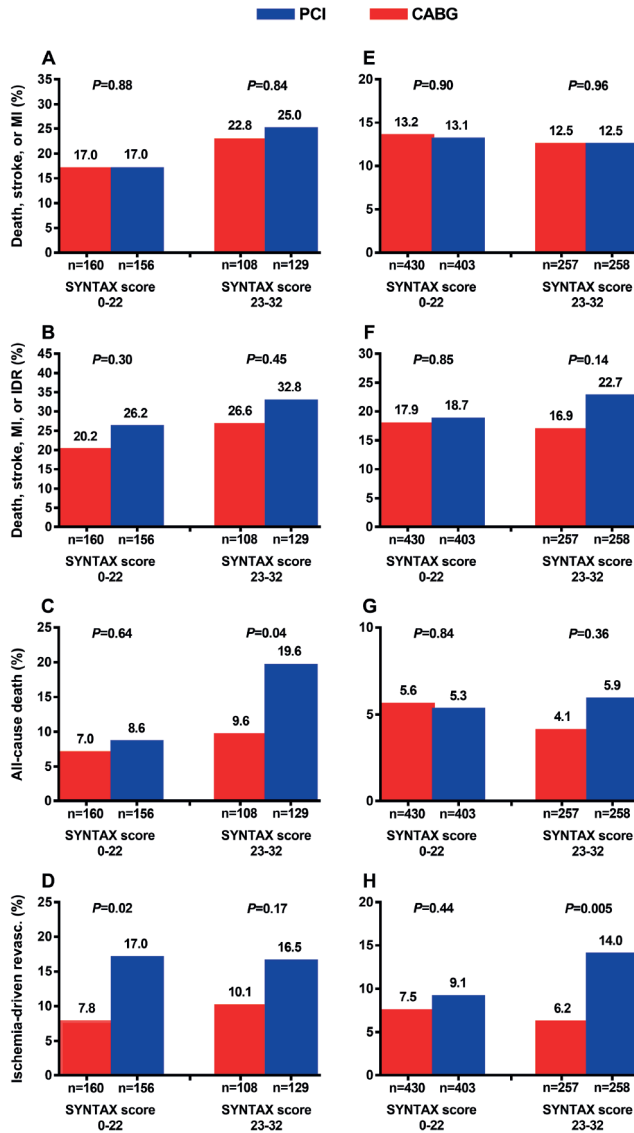 PCI CABG
A
Death, stroke, or MI (%)
35
30
25
20
15
10
5
0
P=0.88 P=0.84
17.0 17.0 22.8 25.0
n=160 n=156 n=108 n=129
SYNTAX score SYNTAX score
0-22 23-32
E
20
15
10
5
0
P=0.90 P=0.96
13.2 13.1 12.5 12.5
n=430 n=403 n=257 n=258
SYNTAX score SYNTAX score
0-22 23-32
B
Death, stroke, MI, or IDR (%)
45
40
35
30
25
20
15
10
5
0
P=0.30 P=0.45
20.2 26.2 26.6 32.8
n=160 n=156 n=108 n=129
SYNTAX score SYNTAX score
0-22 23-32
F
30
25
20
15
10
5
0
P=0.85 P=0.14
17.9 18.7 16.9 22.7
n=430 n=403 n=257 n=258
SYNTAX score SYNTAX score
0-22 23-32
C
All-cause death (%)
25
20
15
10
5
0
P=0.64 P=0.04
7.0 8.6 9.6 19.6
n=160 n=156 n=108 n=129
SYNTAX score SYNTAX score
0-22 23-32
G
10
5
0
P=0.84 P=0.36
5.6 5.3 4.1 5.9
n=430 n=403 n=257 n=258
SYNTAX score SYNTAX score
0-22 23-32
D
Ischemia-driven revasc. (%)
25
20
15
10
5
0
P=0.02 P=0.17
7.8 17.0 10.1 16.5
n=160 n=156 n=108 n=129
SYNTAX score SYNTAX score
0-22 23-32
H
20
15
10
5
0
P=0.44 P=0.005
7.5 9.1 6.2 14.0
n=430 n=403 n=257 n=258
SYNTAX score SYNTAX score
0-22 23-32